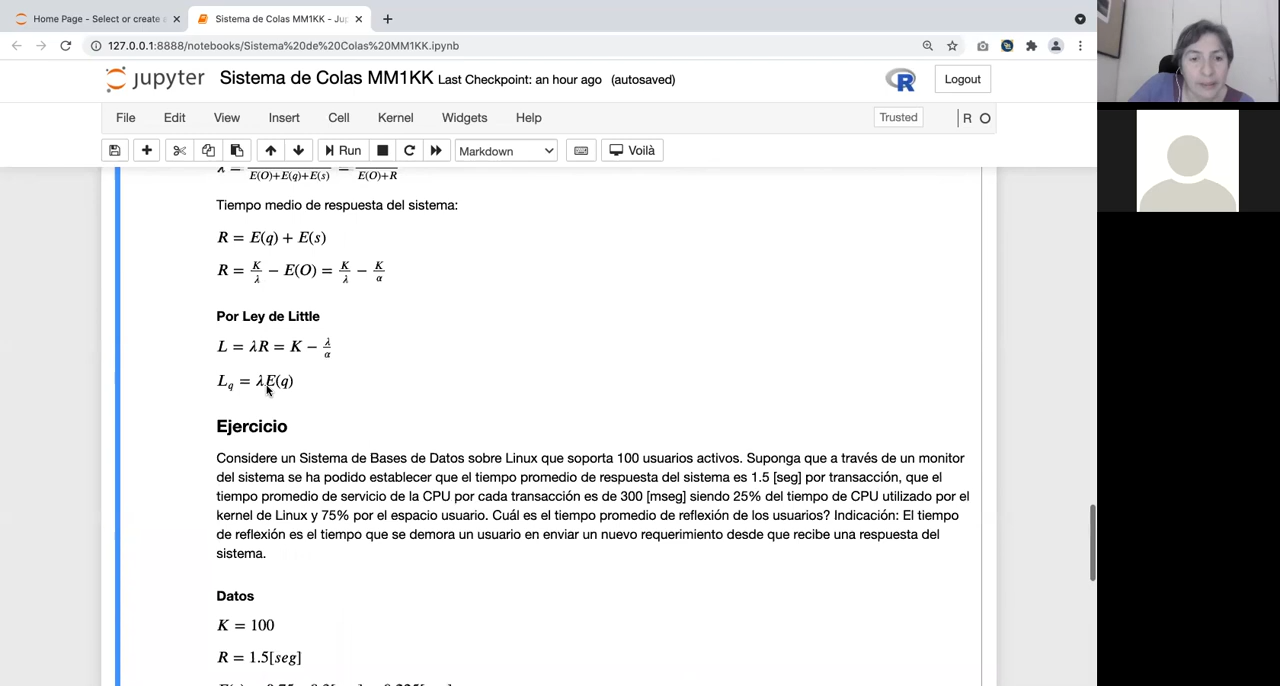 Home Page - Select or create a
Sistema de Colas MM1KK - Jup
127.0.0.1:8888/notebooks/Sistema%20de%20Colas%20MM1KK.ipynb
jupyter Sistema de Colas MM1KK Last Checkpoint: an hour ago (autosaved)
R Logout
File Edit View Insert Cell Kernel Widgets Help Trusted R
Run Markdown Voilà
E(O)+E(q)+E(s) = E(O)+R
Tiempo medio de respuesta del sistema:
R = E(q) + E(s)
R = K/λ − E(O) = K/λ − K/α
Por Ley de Little
L = λR = K − λ/α
Lq = λE(q)
Ejercicio
Considere un Sistema de Bases de Datos sobre Linux que soporta 100 usuarios activos. Suponga que a través de un monitor
del sistema se ha podido establecer que el tiempo promedio de respuesta del sistema es 1.5 [seg] por transacción, que el
tiempo promedio de servicio de la CPU por cada transacción es de 300 [mseg] siendo 25% del tiempo de CPU utilizado por el
kernel de Linux y 75% por el espacio usuario. Cuál es el tiempo promedio de reflexión de los usuarios? Indicación: El tiempo
de reflexión es el tiempo que se demora un usuario en enviar un nuevo requerimiento desde que recibe una respuesta del
sistema.
Datos
K = 100
R = 1.5[seg]